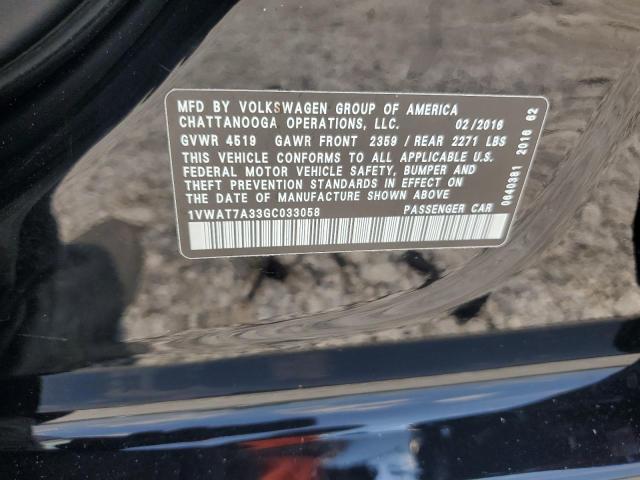 MFD BY VOLKSWAGEN GROUP OF AMERICA
CHATTANOOGA OPERATIONS, LLC. 02/2016
GVWR 4519 GAWR FRONT 2359 / REAR 2271 LBS
THIS VEHICLE CONFORMS TO ALL APPLICABLE U.S.
FEDERAL MOTOR VEHICLE SAFETY, BUMPER AND
THEFT PREVENTION STANDARDS IN EFFECT ON
THE DATE OF MANUFACTURE SHOWN ABOVE
1VWAT7A33GC033058 PASSENGER CAR
0640381 2016 62